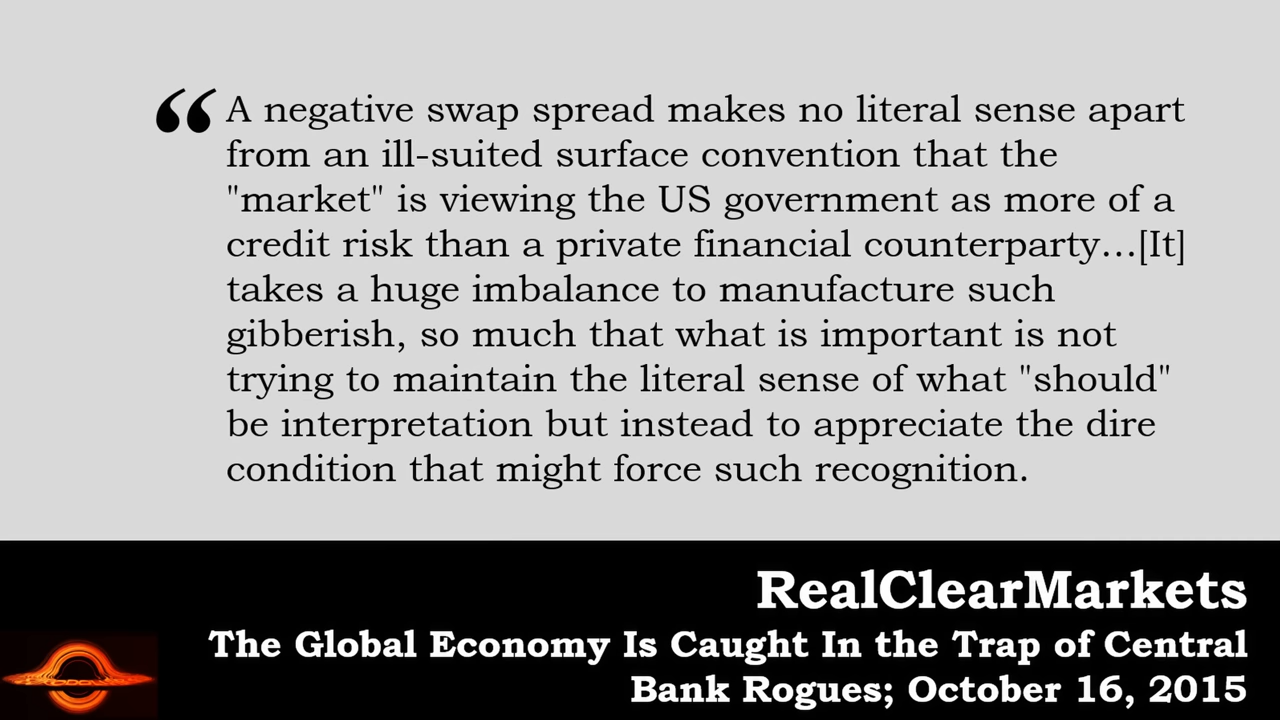 “A negative swap spread makes no literal sense apart
from an ill-suited surface convention that the
"market" is viewing the US government as more of a
credit risk than a private financial counterparty...[It]
takes a huge imbalance to manufacture such
gibberish, so much that what is important is not
trying to maintain the literal sense of what "should"
be interpretation but instead to appreciate the dire
condition that might force such recognition.
RealClearMarkets
The Global Economy Is Caught In the Trap of Central
Bank Rogues; October 16, 2015